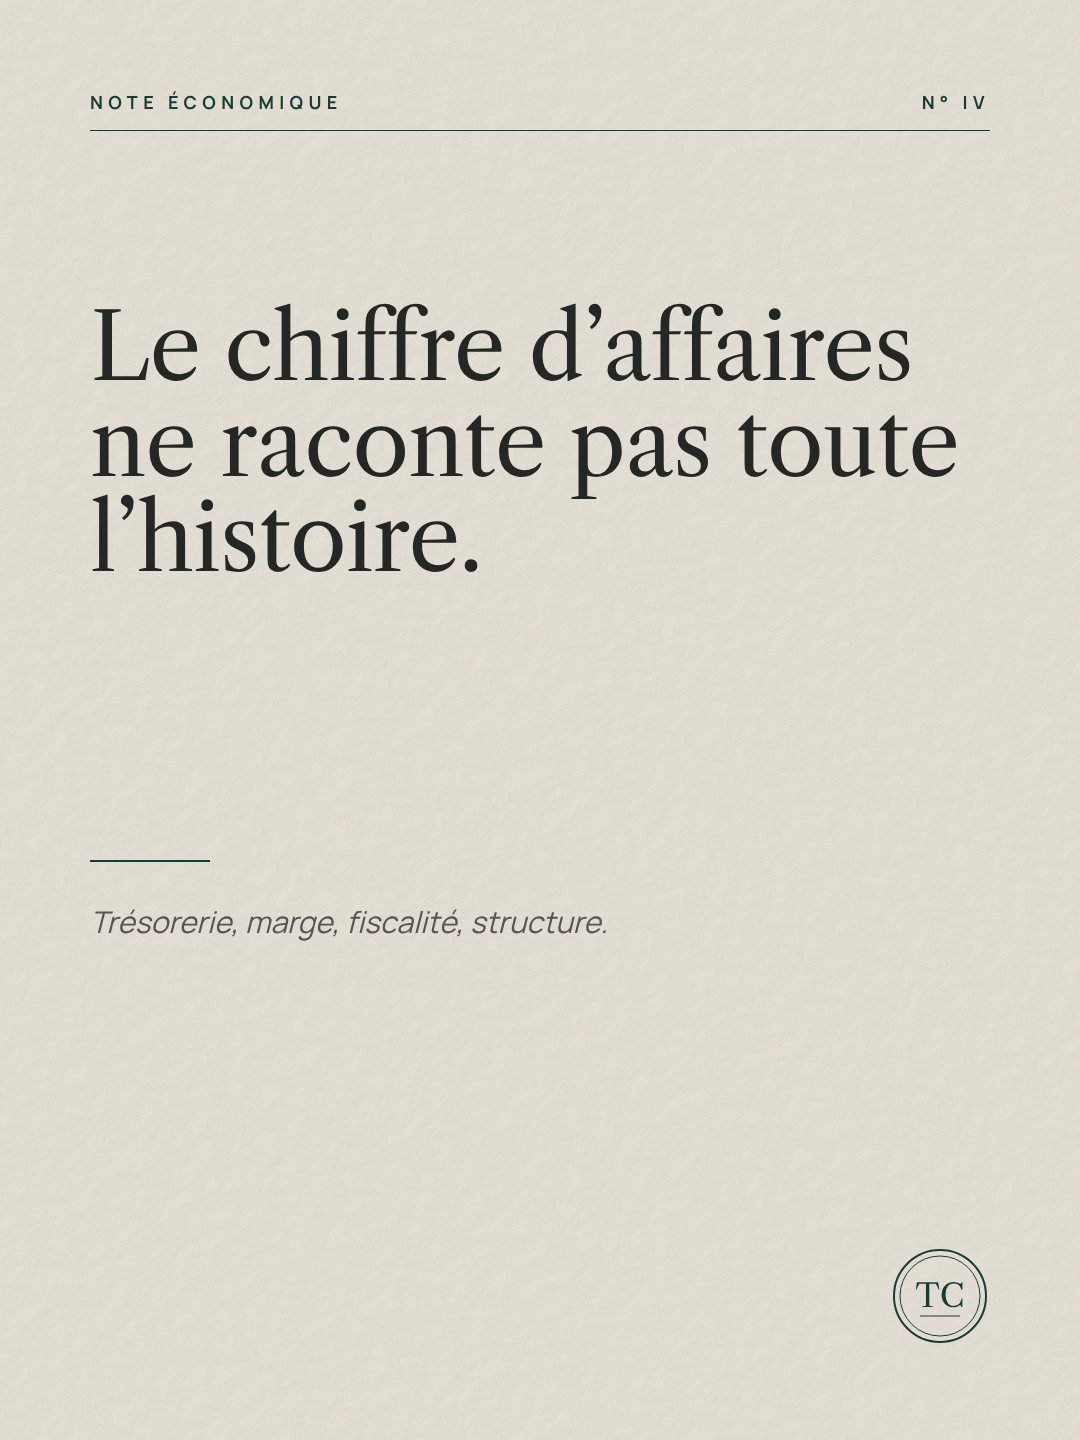 NOTE ÉCONOMIQUE
N° IV
Le chiffre d’affaires
ne raconte pas toute
l’histoire.
Trésorerie, marge, fiscalité, structure.
TC